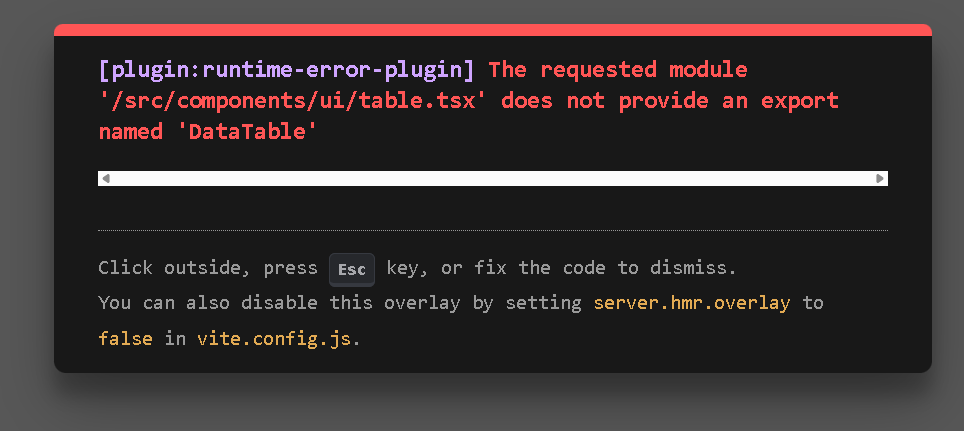 [plugin:runtime-error-plugin] The requested module
'/src/components/ui/table.tsx' does not provide an export
named 'DataTable'
Click outside, press Esc key, or fix the code to dismiss.
You can also disable this overlay by setting server.hmr.overlay to
false in vite.config.js.